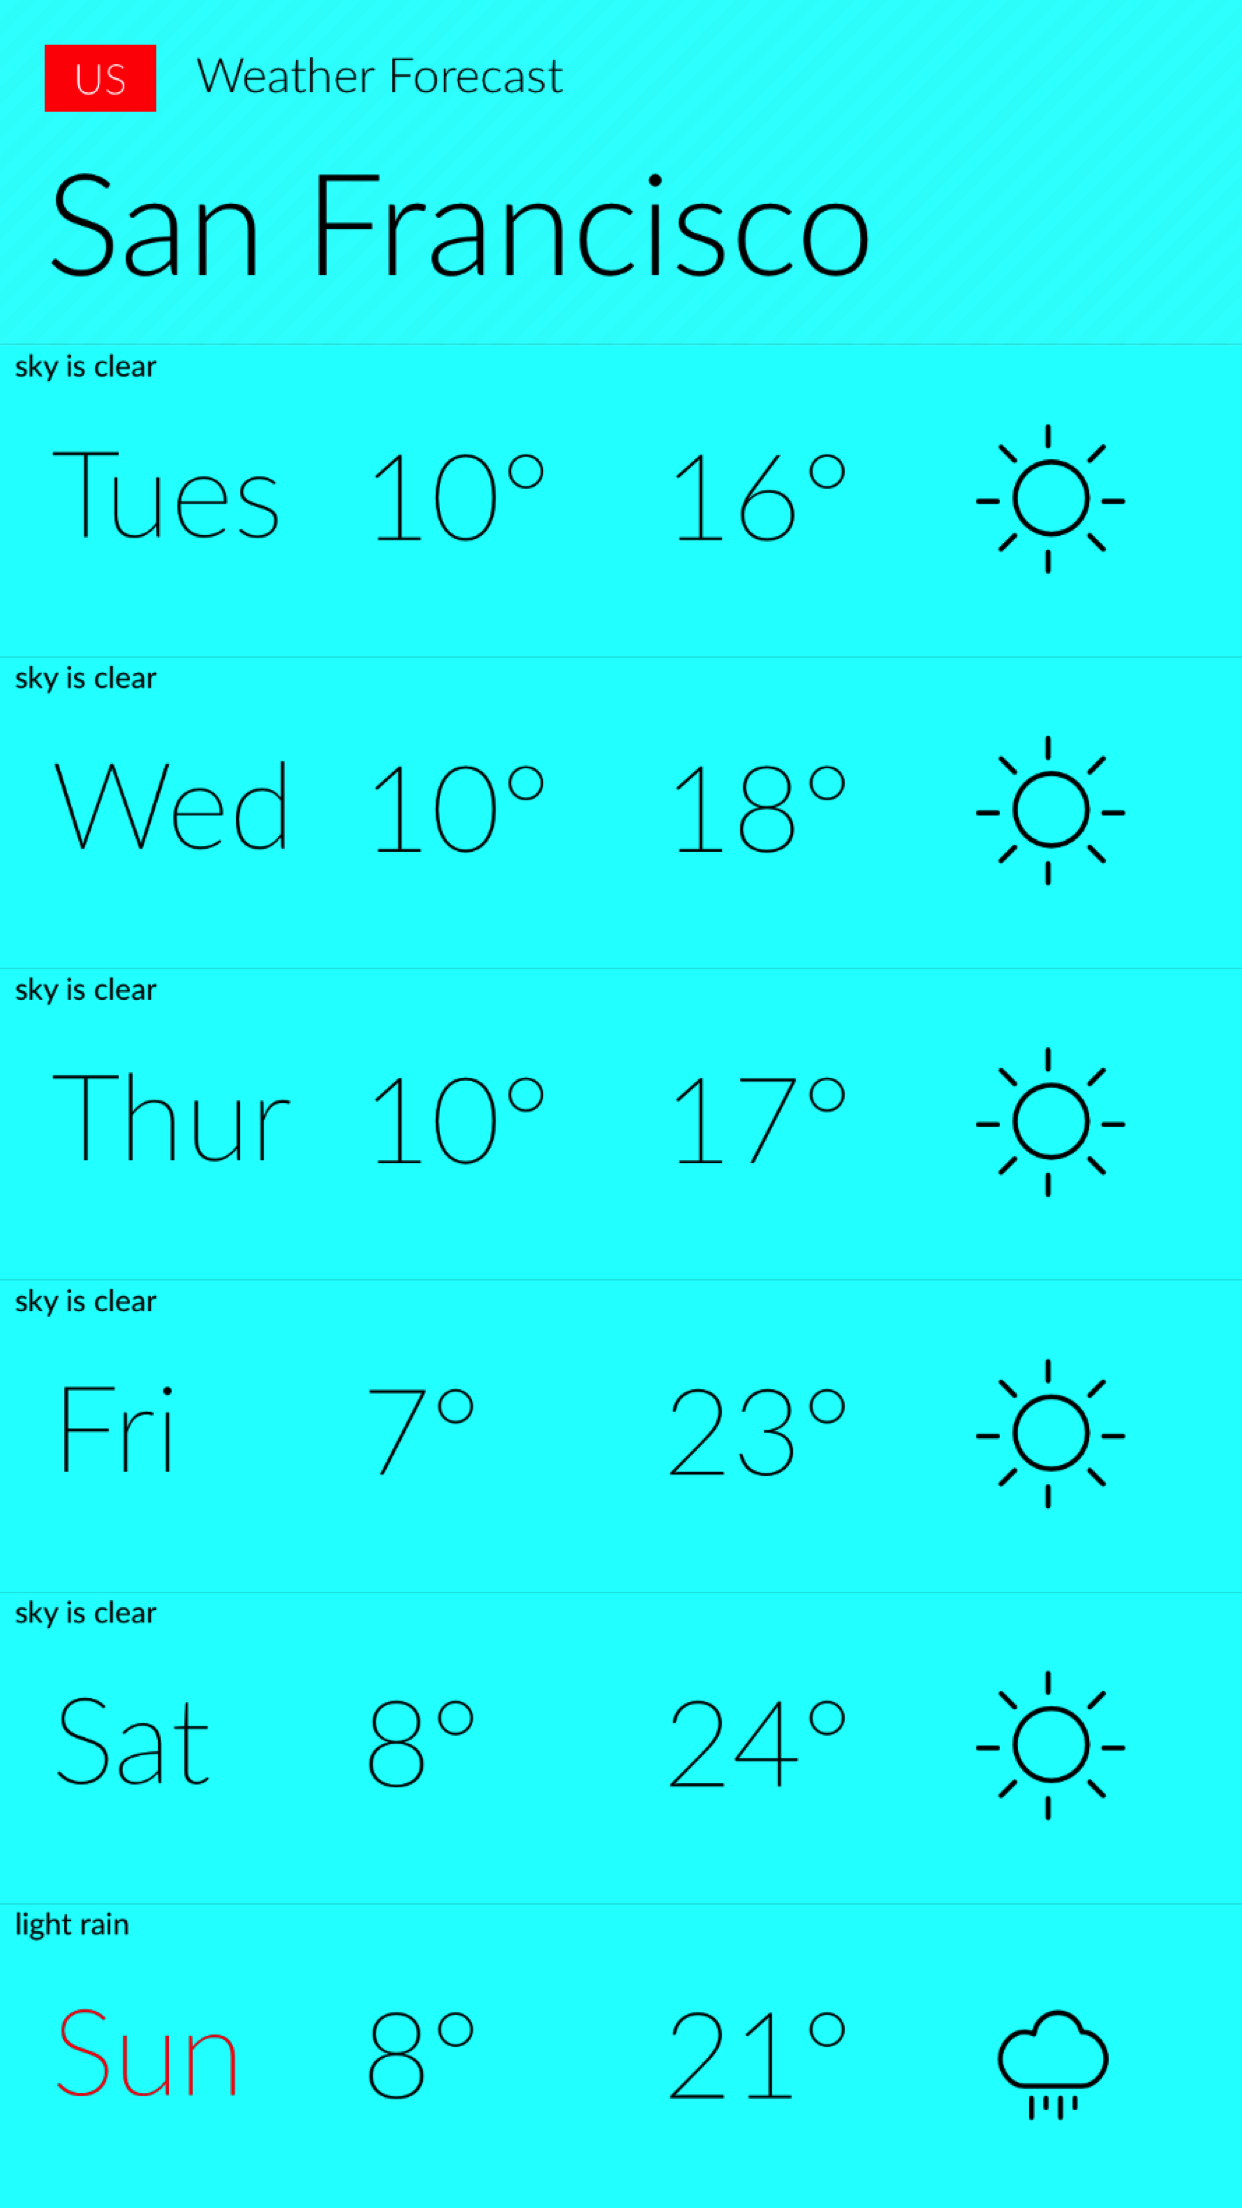 US Weather Forecast
San Francisco
sky is clear
Tues 10° 16°
sky is clear
Wed 10° 18°
sky is clear
Thur 10° 17°
sky is clear
Fri 7° 23°
sky is clear
Sat 8° 24°
light rain
Sun 8° 21°